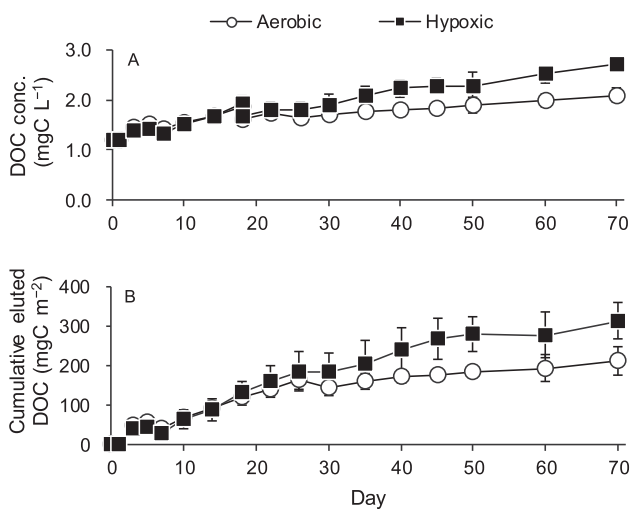 Aerobic Hypoxic
A
DOC conc.
(mgC L⁻¹)
3.0
2.0
1.0
0.0
0 10 20 30 40 50 60 70
B
Cumulative eluted
DOC (mgC m⁻²)
400
300
200
100
0
0 10 20 30 40 50 60 70
Day